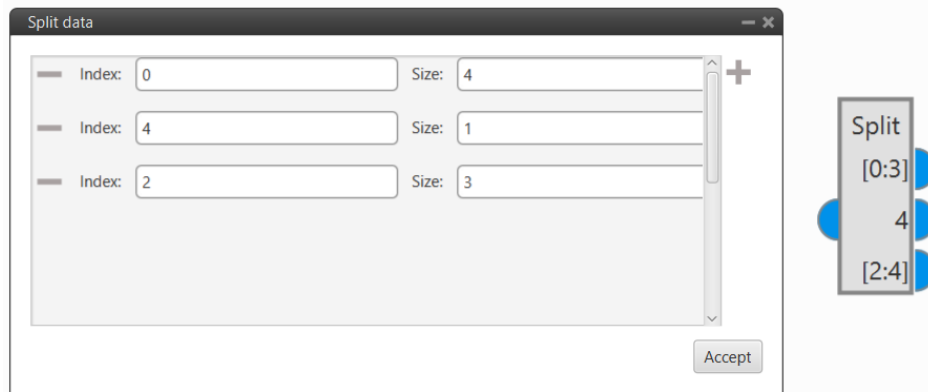 Split data
Index: 0 Size: 4
Index: 4 Size: 1
Index: 2 Size: 3
Accept
Split
[0:3]
4
[2:4]